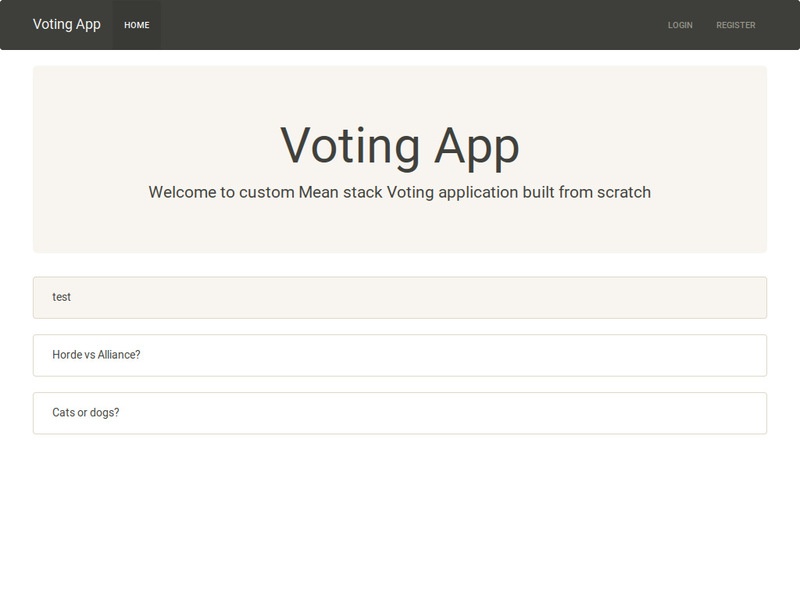 Voting App HOME LOGIN REGISTER
Voting App
Welcome to custom Mean stack Voting application built from scratch
test
Horde vs Alliance?
Cats or dogs?